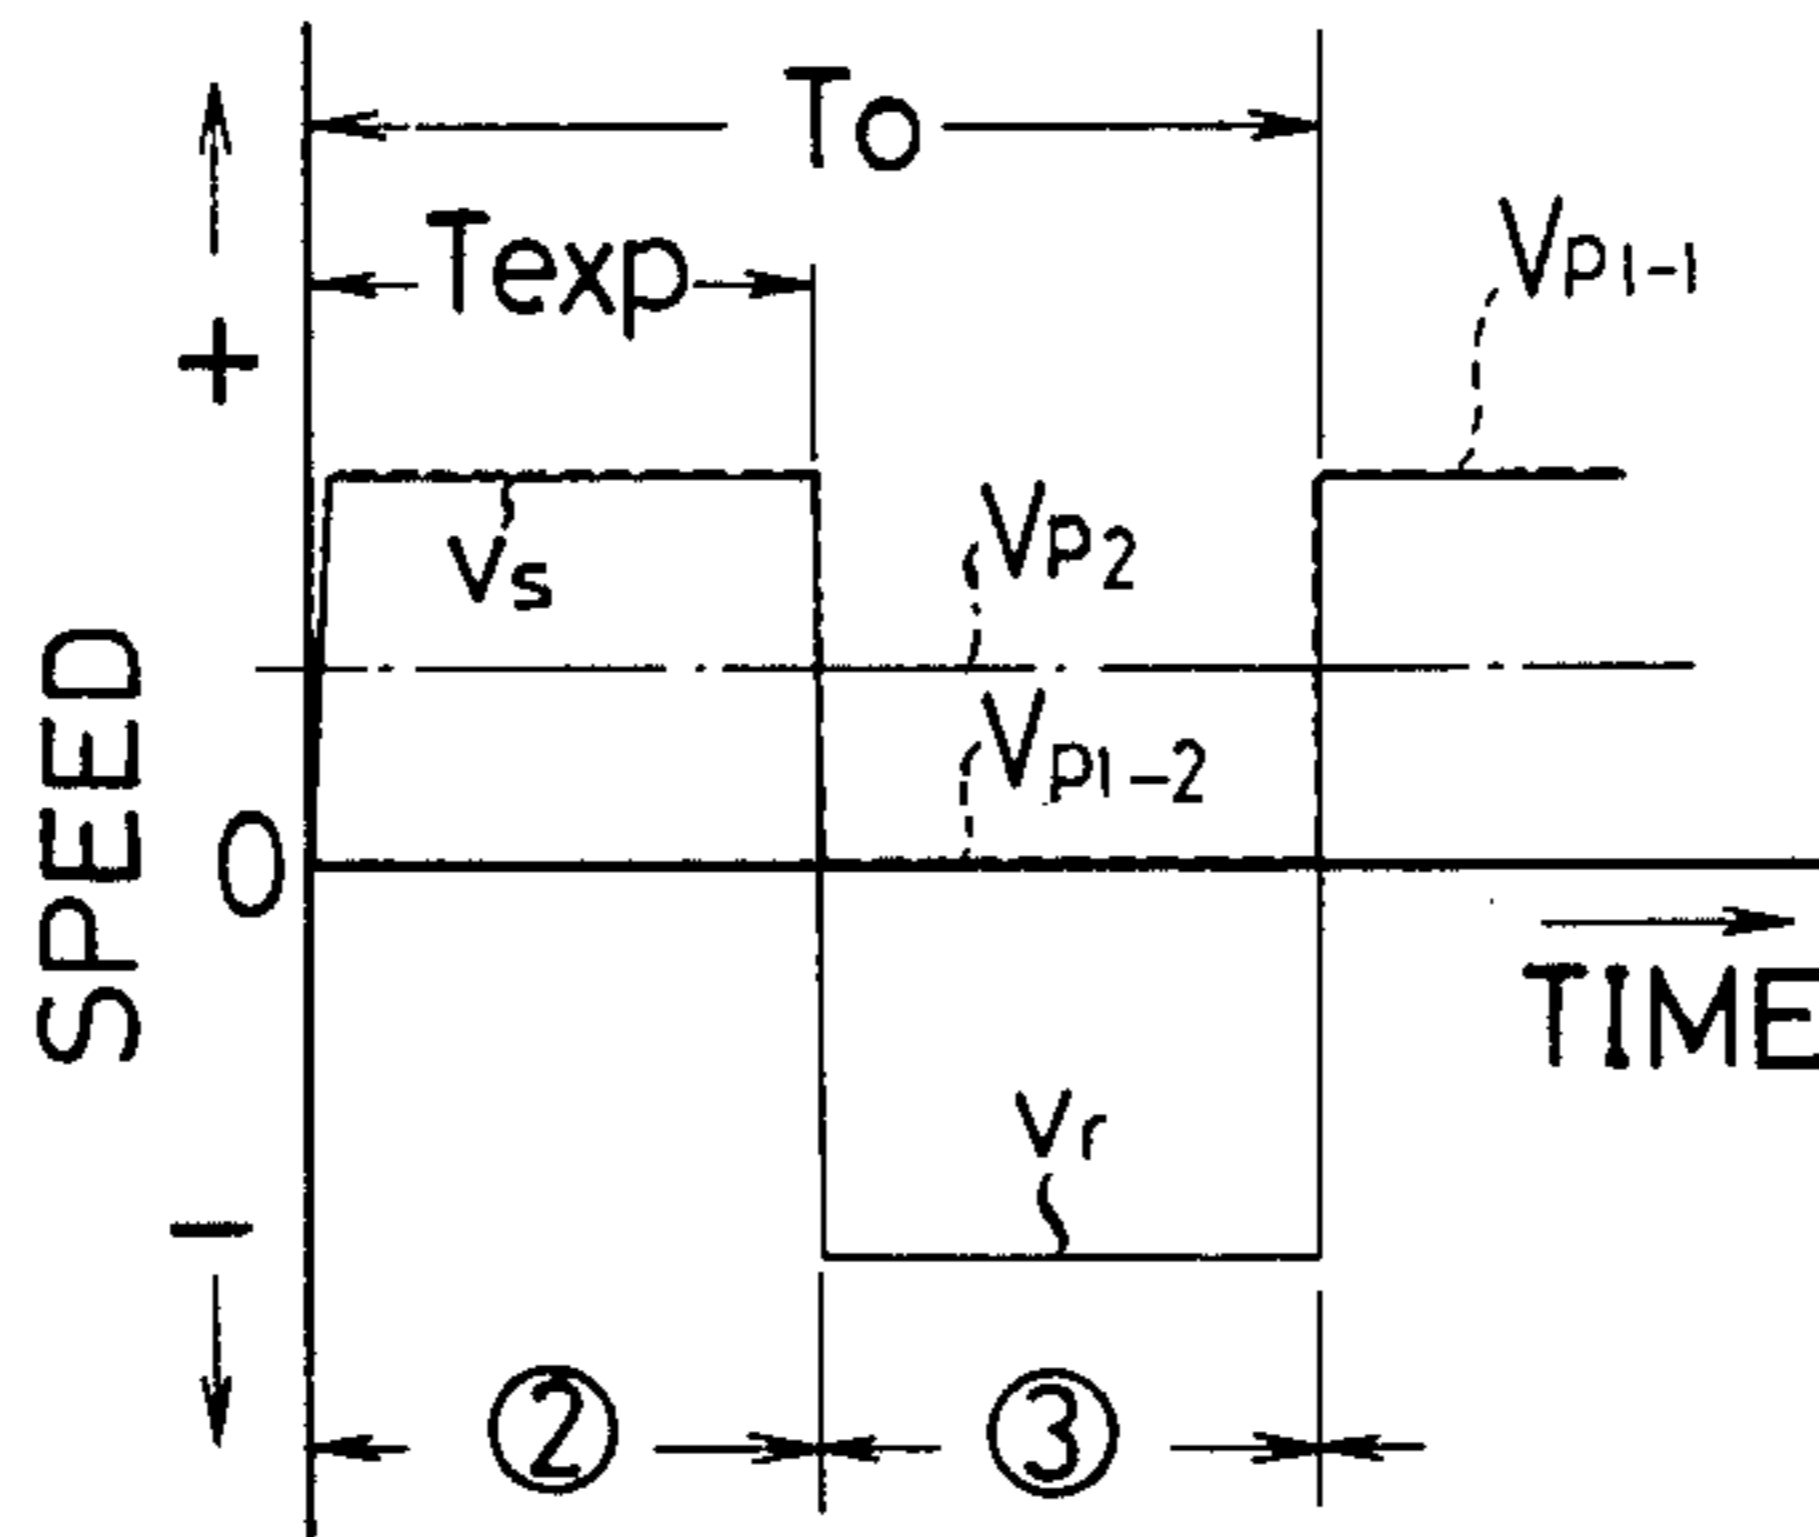 To
Texp
VP1-1
+
Vs
VP2
Vp1-2
SPEED
0
TIME
Vr
−
② ③